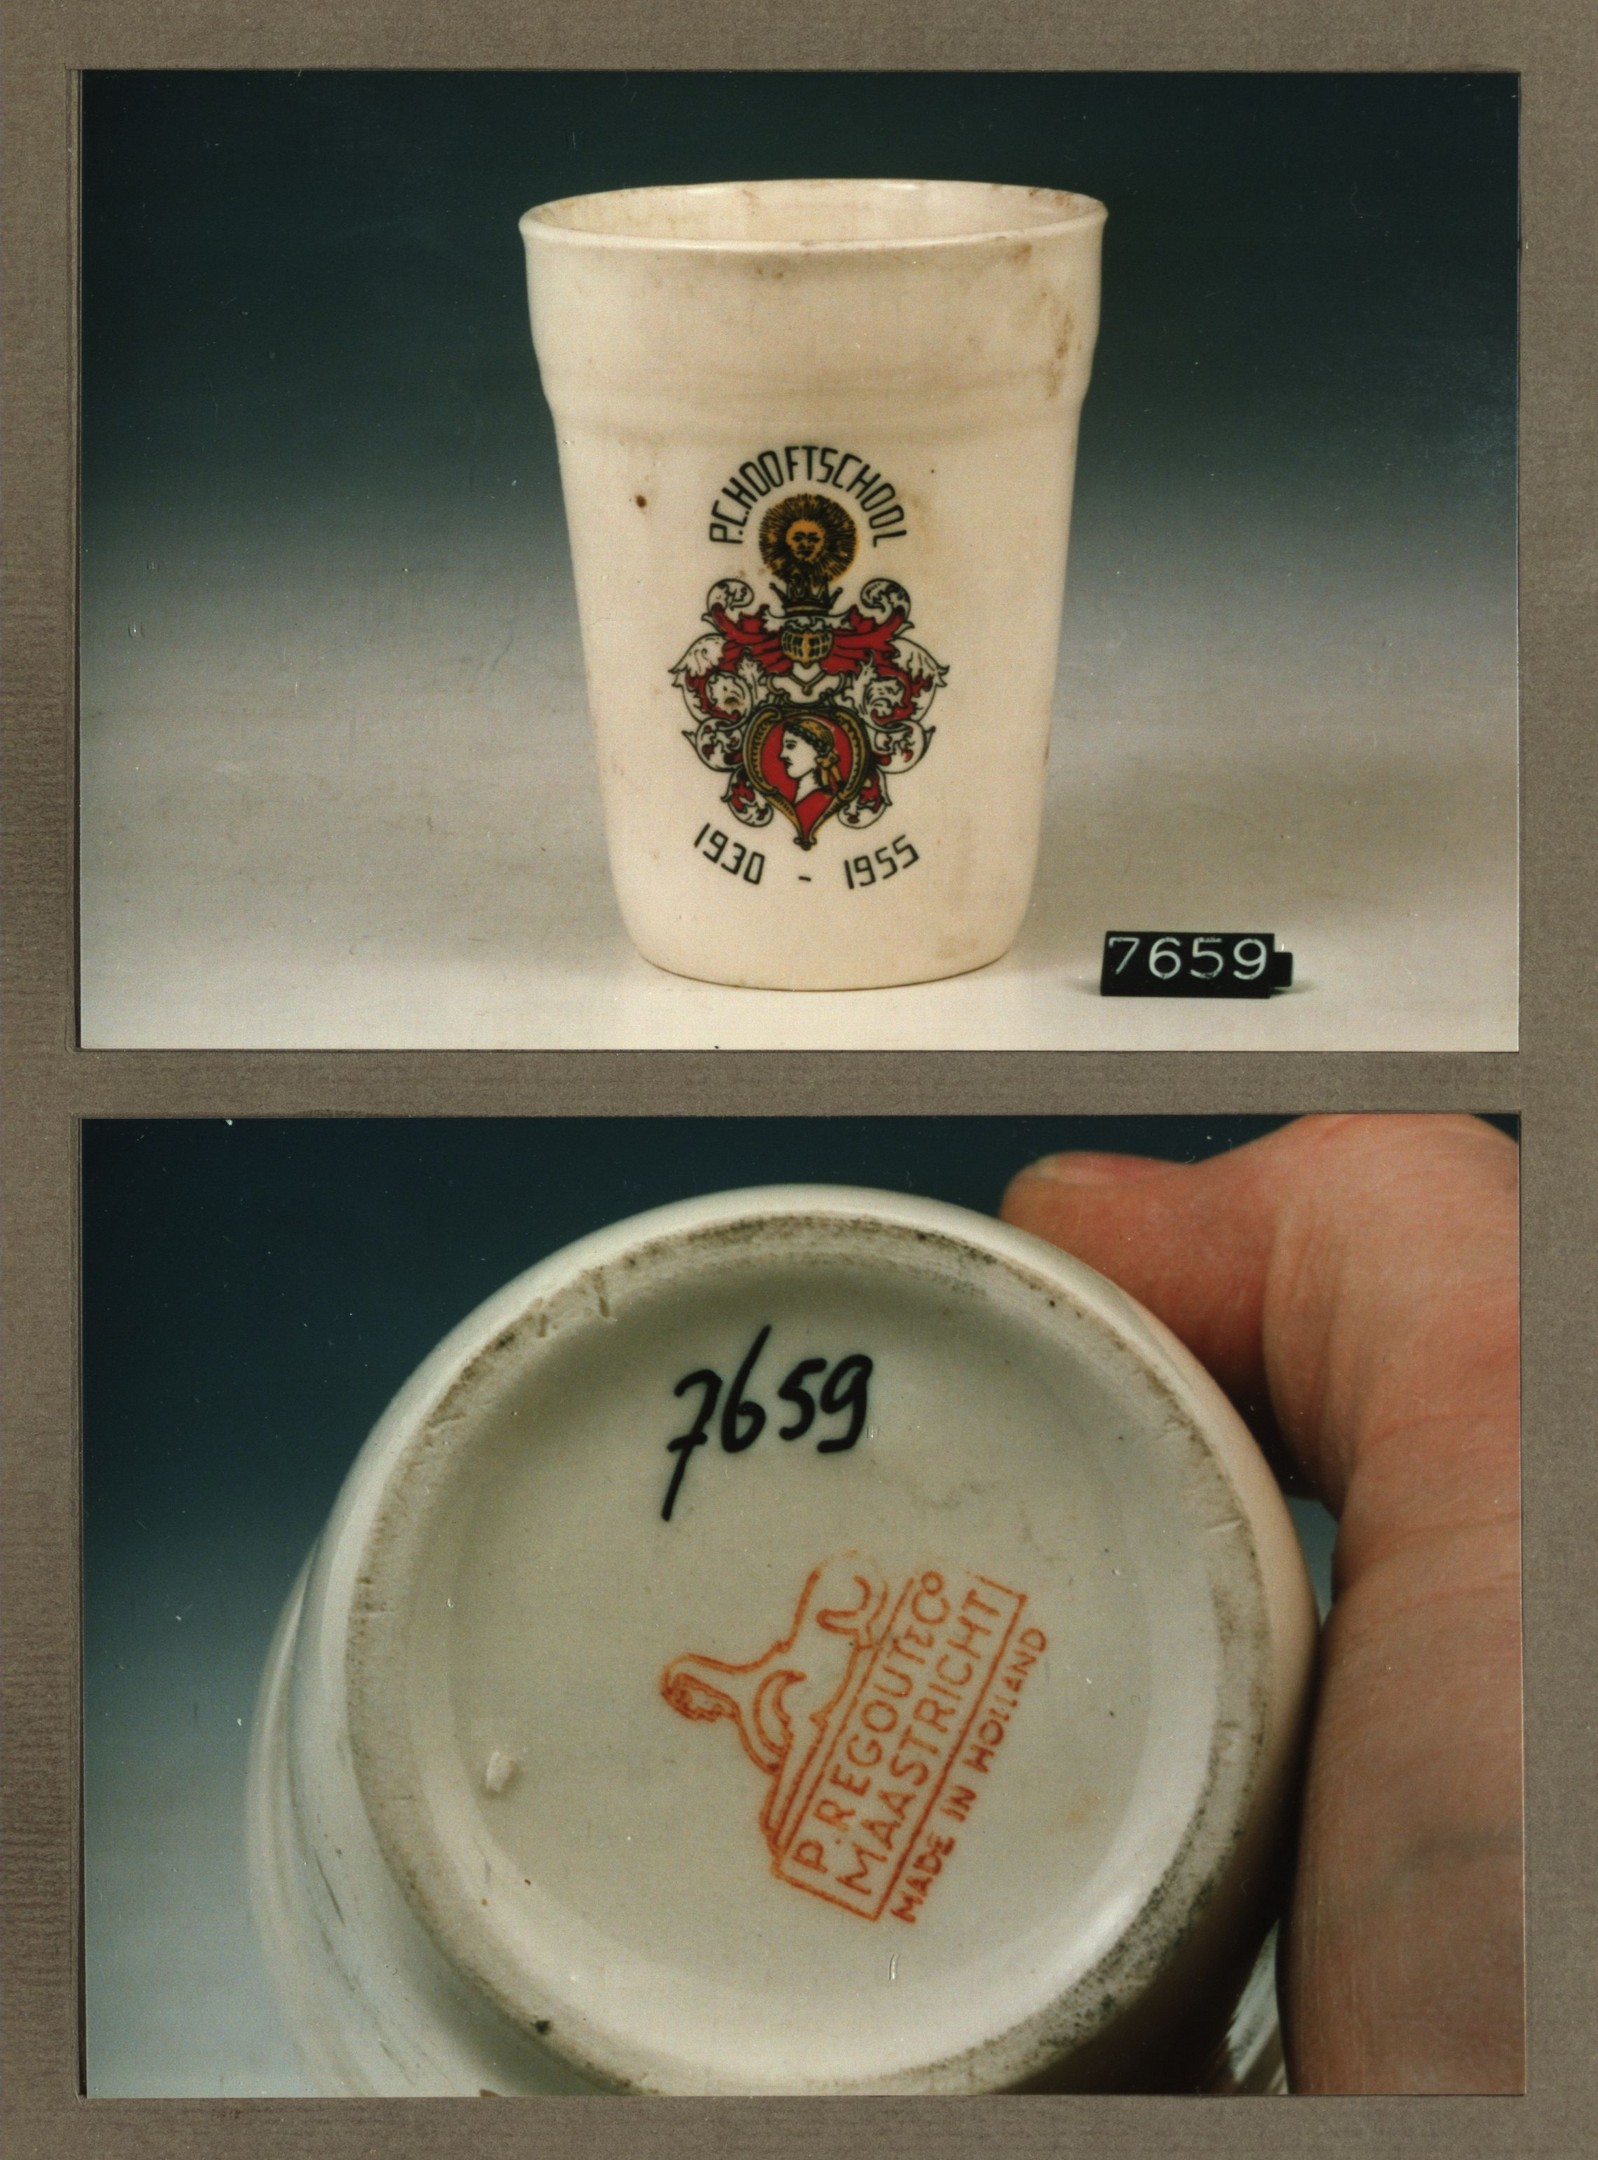 P.C.HOOFTSCHOOL
1930 - 1955
7659
7659
P. REGOUT & Co
MAASTRICHT
MADE IN HOLLAND